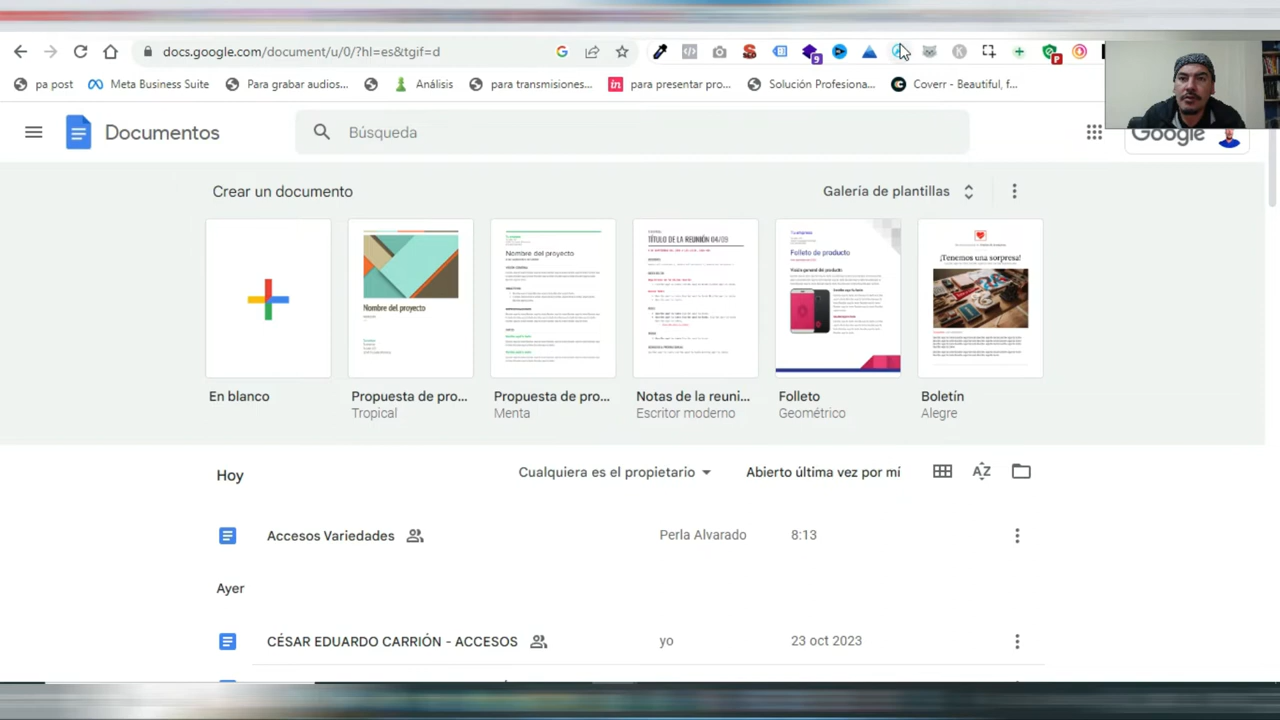 docs.google.com/document/u/0/?hl=es&tgif=d
pa post
Meta Business Suite
Para grabar audios...
Análisis
para transmisiones...
para presentar pro...
Solución Profesiona...
Coverr - Beautiful, f...
Documentos
Búsqueda
Google
Crear un documento
Galería de plantillas
Nombre del proyecto
Nombre del proyecto
TÍTULO DE LA REUNIÓN 04/09
Folleto de producto
¡Tenemos una sorpresa!
En blanco
Propuesta de pro...
Tropical
Propuesta de pro...
Menta
Notas de la reuni...
Escritor moderno
Folleto
Geométrico
Boletín
Alegre
Hoy
Cualquiera es el propietario
Abierto última vez por mí
AZ
Accesos Variedades
Perla Alvarado
8:13
Ayer
CÉSAR EDUARDO CARRIÓN - ACCESOS
yo
23 oct 2023